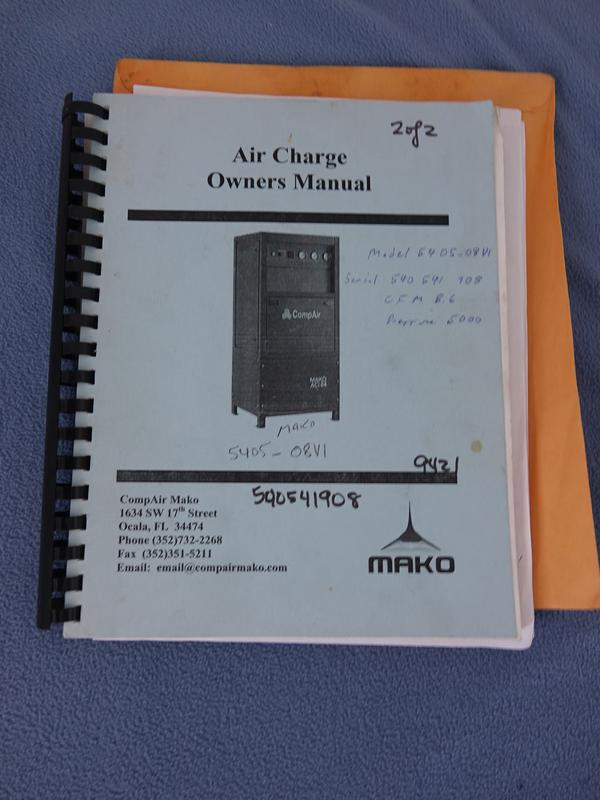 2 of 2
Air Charge
Owners Manual
Model 5405-08V1
Serial 540 541 908
CFM 8.6
Pressure 5000
CompAir
MAKO
MAKO
5405-08V1
9421
540541908
CompAir Mako
1634 SW 17th Street
Ocala, FL 34474
Phone (352)732-2268
Fax (352)351-5211
Email: email@compairmako.com
MAKO